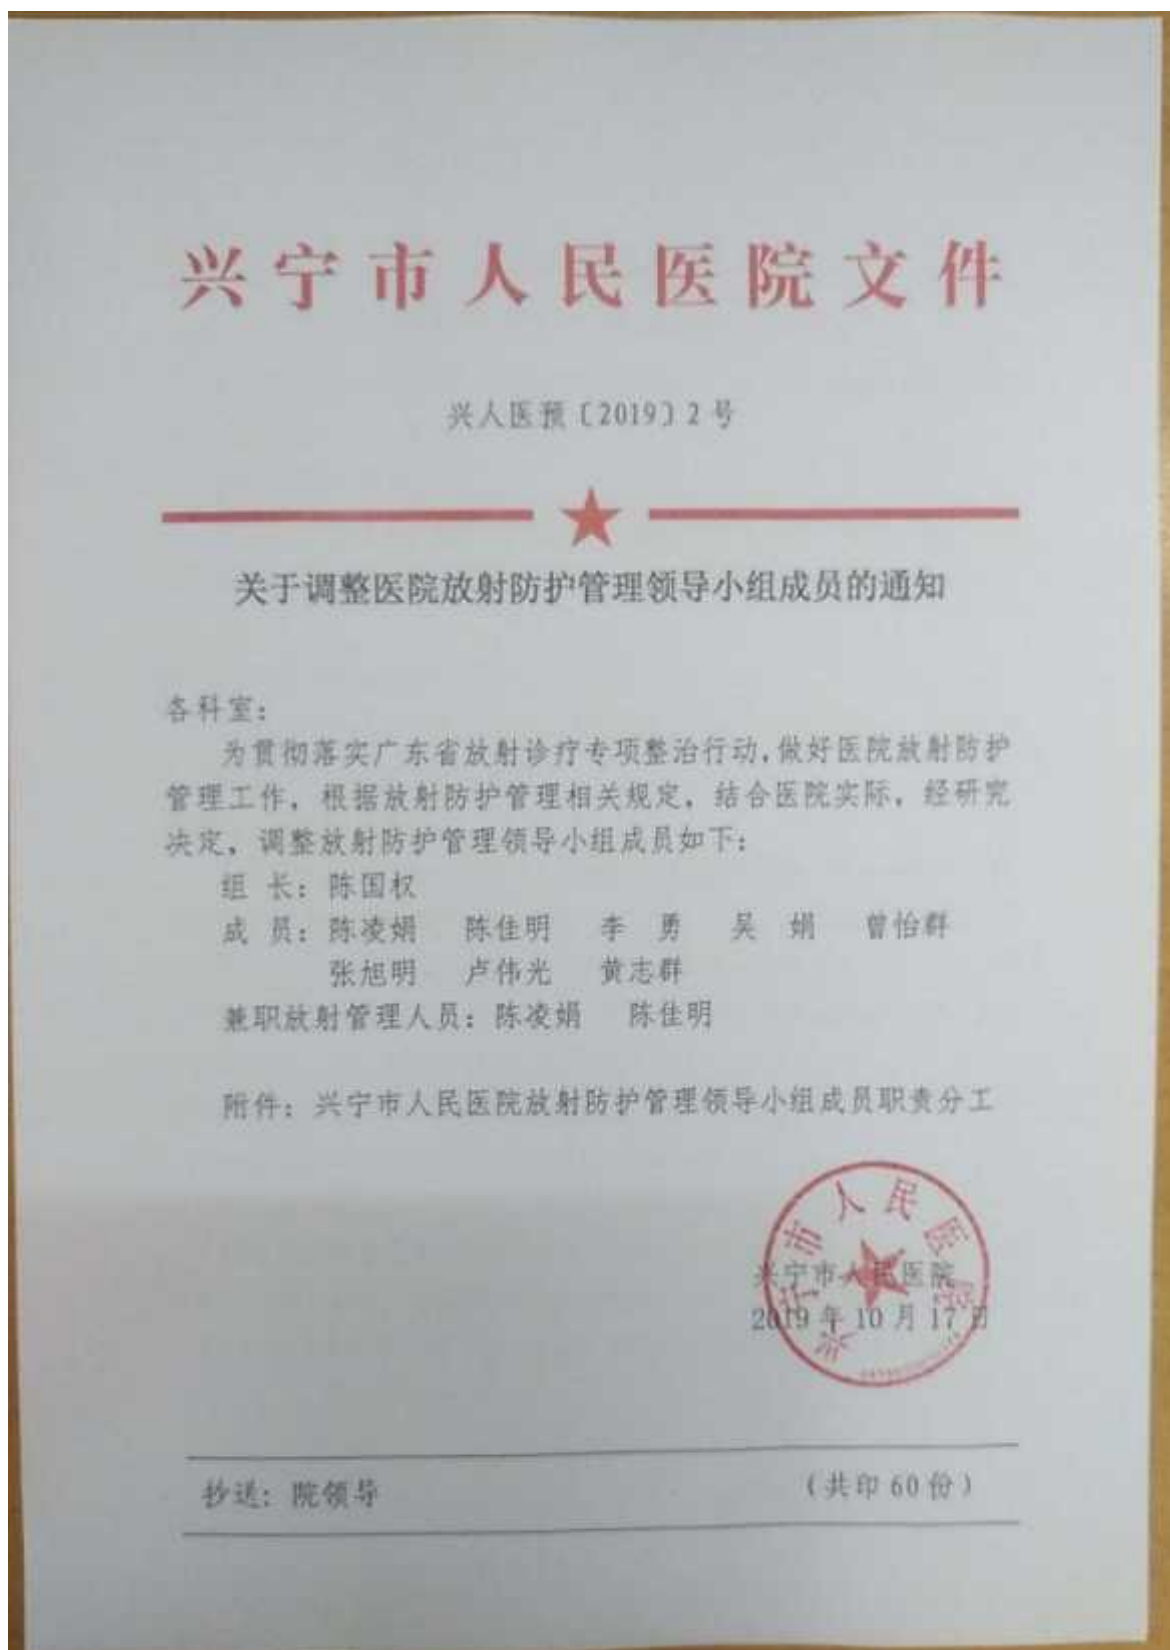 兴宁市人民医院文件
兴人医预〔2019〕2号
关于调整医院放射防护管理领导小组成员的通知
各科室：
为贯彻落实广东省放射诊疗专项整治行动，做好医院放射防护
管理工作，根据放射防护管理相关规定，结合医院实际，经研究
决定，调整放射防护管理领导小组成员如下：
组 长：陈国权
成 员：陈凌娟 陈佳明 李 勇 吴 娟 曾怡群
张旭明 卢伟光 黄志群
兼职放射管理人员：陈凌娟 陈佳明
附件：兴宁市人民医院放射防护管理领导小组成员职责分工
兴宁市人民医院
兴宁市人民医院
2019年10月17日
抄送：院领导 （共印60份）